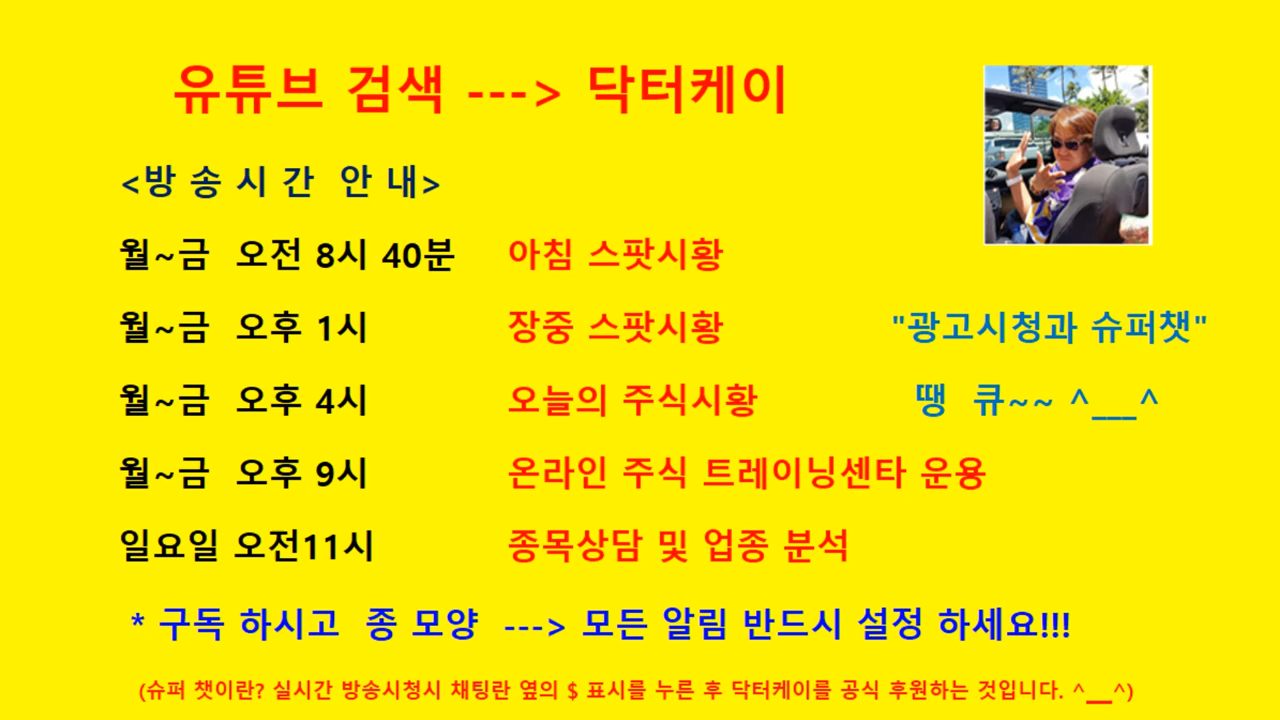 유튜브 검색 ---> 닥터케이
<방 송 시 간 안 내>
월~금 오전 8시 40분 아침 스팟시황
월~금 오후 1시 장중 스팟시황 "광고시청과 슈퍼챗"
월~금 오후 4시 오늘의 주식시황 땡 큐~~ ^___^
월~금 오후 9시 온라인 주식 트레이닝센타 운용
일요일 오전11시 종목상담 및 업종 분석
* 구독 하시고 종 모양 ---> 모든 알림 반드시 설정 하세요!!!
(슈퍼 챗이란? 실시간 방송시청시 채팅란 옆의 $ 표시를 누른 후 닥터케이를 공식 후원하는 것입니다. ^__^)